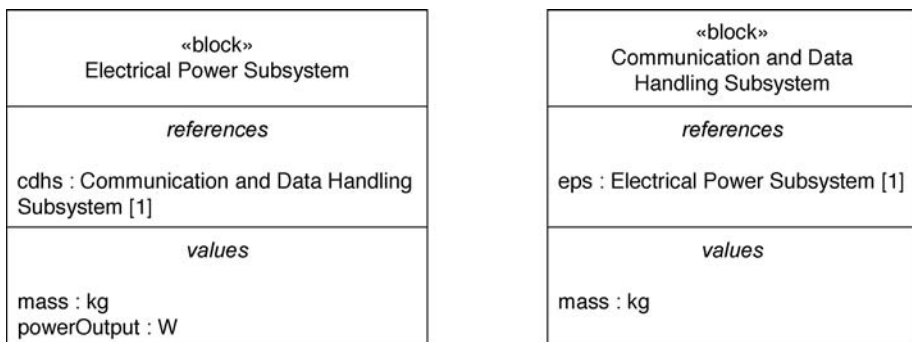 «block»
Electrical Power Subsystem
references
cdhs : Communication and Data Handling
Subsystem [1]
values
mass : kg
powerOutput : W
«block»
Communication and Data
Handling Subsystem
references
eps : Electrical Power Subsystem [1]
values
mass : kg